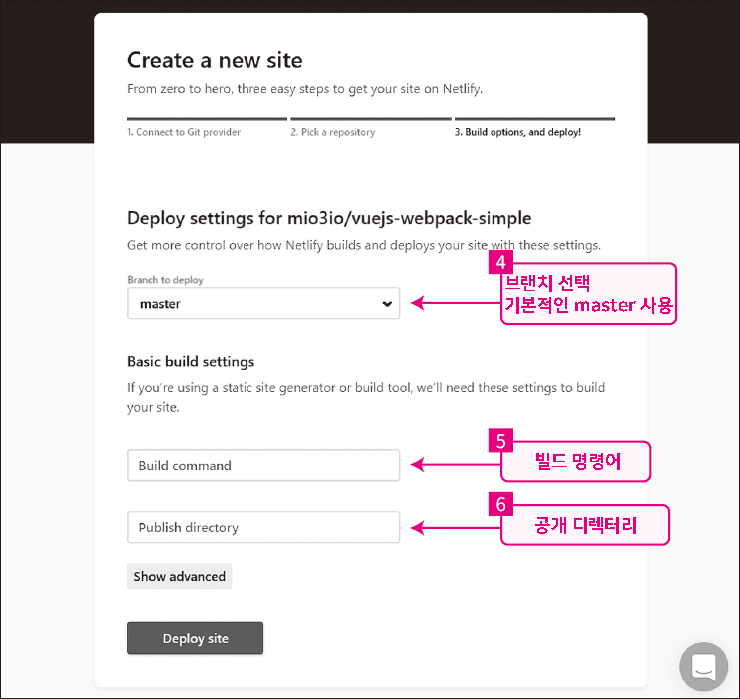 Create a new site
From zero to hero, three easy steps to get your site on Netlify.
1. Connect to Git provider
2. Pick a repository
3. Build options, and deploy!
Deploy settings for mio3io/vuejs-webpack-simple
Get more control over how Netlify builds and deploys your site with these settings.
Branch to deploy
master
4
브랜치 선택
기본적인 master 사용
Basic build settings
If you're using a static site generator or build tool, we'll need these settings to build
your site.
Build command
5
빌드 명령어
Publish directory
6
공개 디렉터리
Show advanced
Deploy site